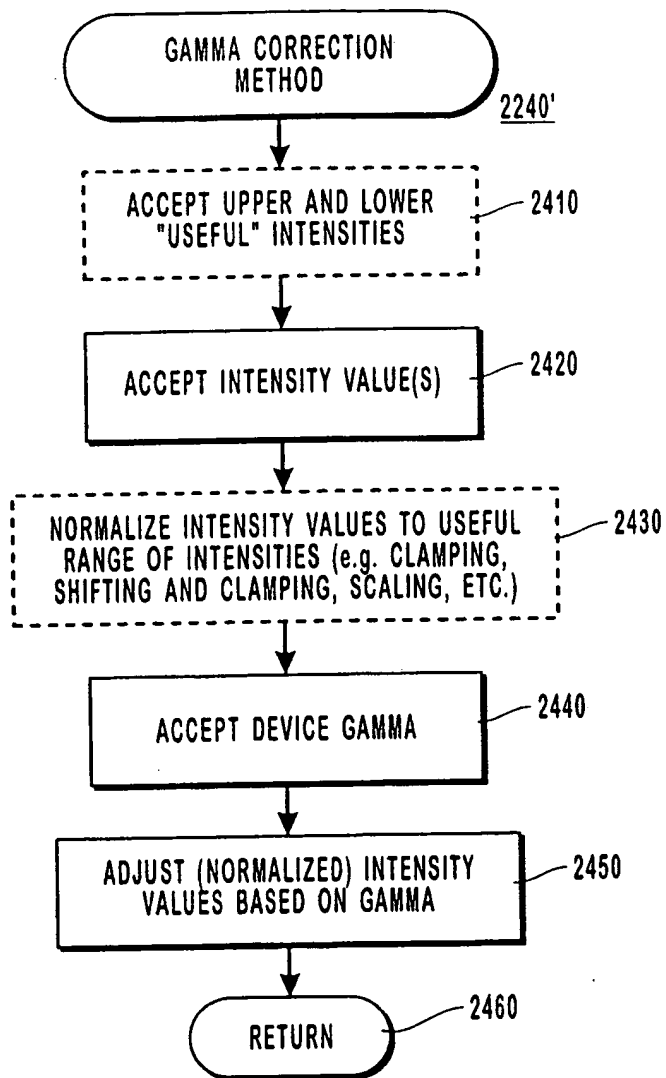 GAMMA CORRECTION
METHOD
2240'
ACCEPT UPPER AND LOWER
"USEFUL" INTENSITIES
2410
ACCEPT INTENSITY VALUE(S)
2420
NORMALIZE INTENSITY VALUES TO USEFUL
RANGE OF INTENSITIES (e.g. CLAMPING,
SHIFTING AND CLAMPING, SCALING, ETC.)
2430
ACCEPT DEVICE GAMMA
2440
ADJUST (NORMALIZED) INTENSITY
VALUES BASED ON GAMMA
2450
RETURN
2460